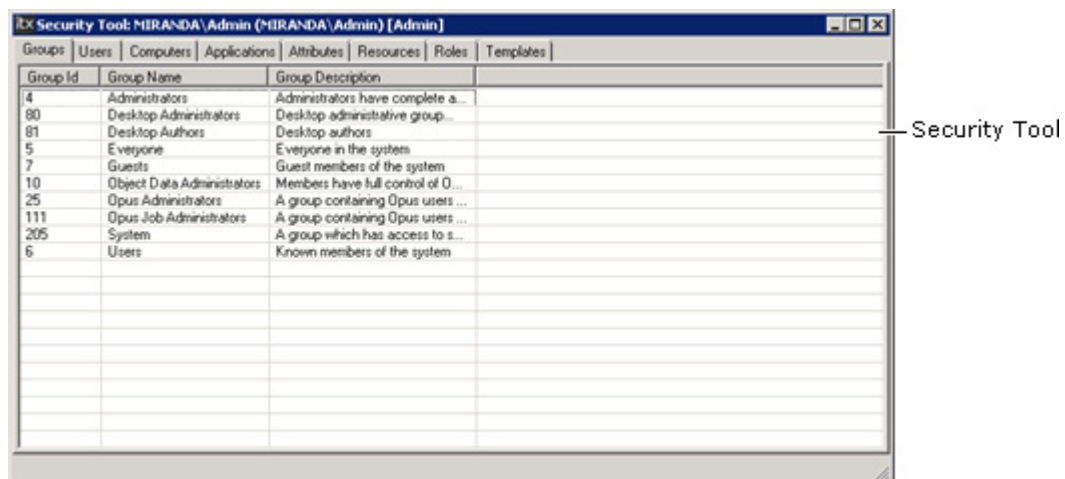 itx Security Tool: MIRANDA\Admin (MIRANDA\Admin) [Admin]
Groups Users Computers Applications Attributes Resources Roles Templates
Group Id Group Name Group Description
4 Administrators Administrators have complete a...
80 Desktop Administrators Desktop administrative group...
81 Desktop Authors Desktop authors
5 Everyone Everyone in the system
7 Guests Guest members of the system
10 Object Data Administrators Members have full control of O...
25 Opus Administrators A group containing Opus users ...
111 Opus Job Administrators A group containing Opus users ...
205 System A group which has access to s...
6 Users Known members of the system
Security Tool